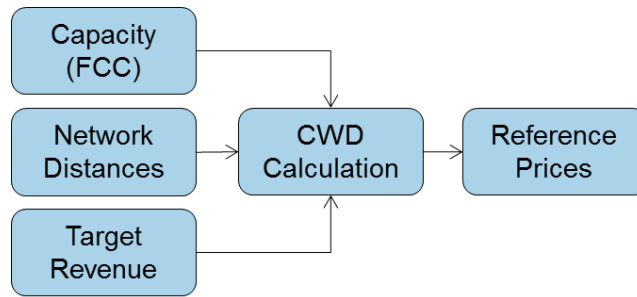 Capacity
(FCC)
Network
Distances
Target
Revenue
CWD
Calculation
Reference
Prices